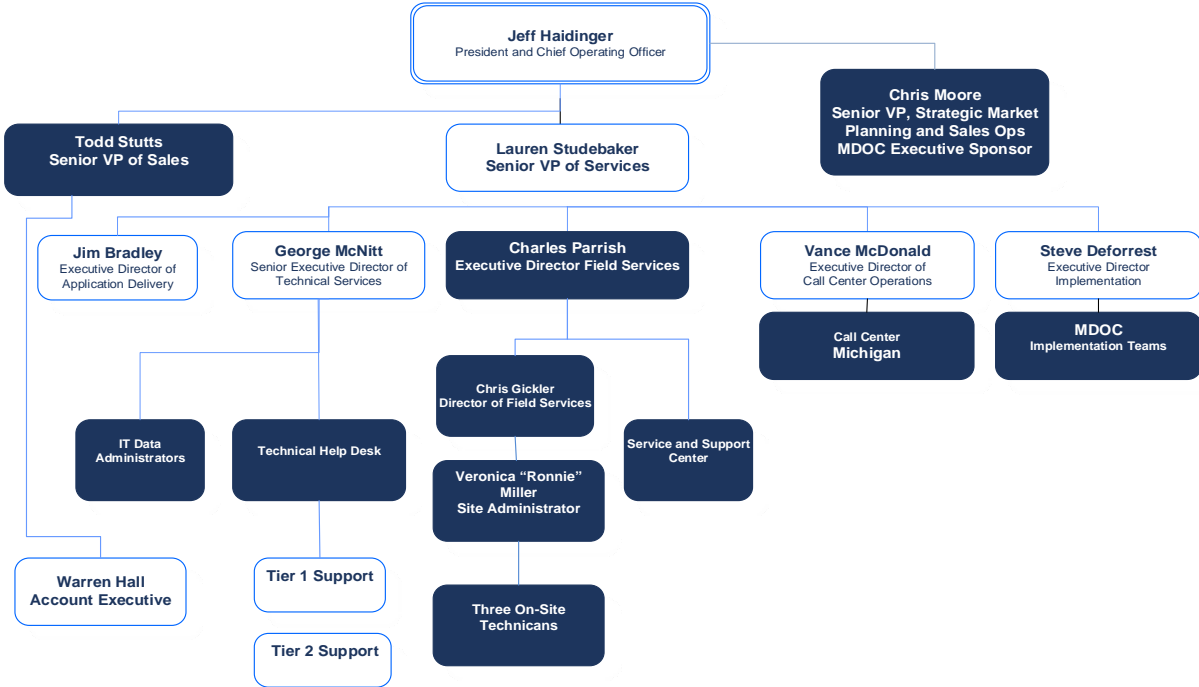 Jeff Haidinger
President and Chief Operating Officer
Chris Moore
Senior VP, Strategic Market
Planning and Sales Ops
MDOC Executive Sponsor
Todd Stutts
Senior VP of Sales
Lauren Studebaker
Senior VP of Services
Jim Bradley
Executive Director of
Application Delivery
George McNitt
Senior Executive Director of
Technical Services
Charles Parrish
Executive Director Field Services
Vance McDonald
Executive Director of
Call Center Operations
Steve Deforrest
Executive Director
Implementation
Call Center
Michigan
MDOC
Implementation Teams
Chris Gickler
Director of Field Services
IT Data
Administrators
Technical Help Desk
Service and Support
Center
Veronica “Ronnie”
Miller
Site Administrator
Warren Hall
Account Executive
Tier 1 Support
Three On-Site
Technicans
Tier 2 Support